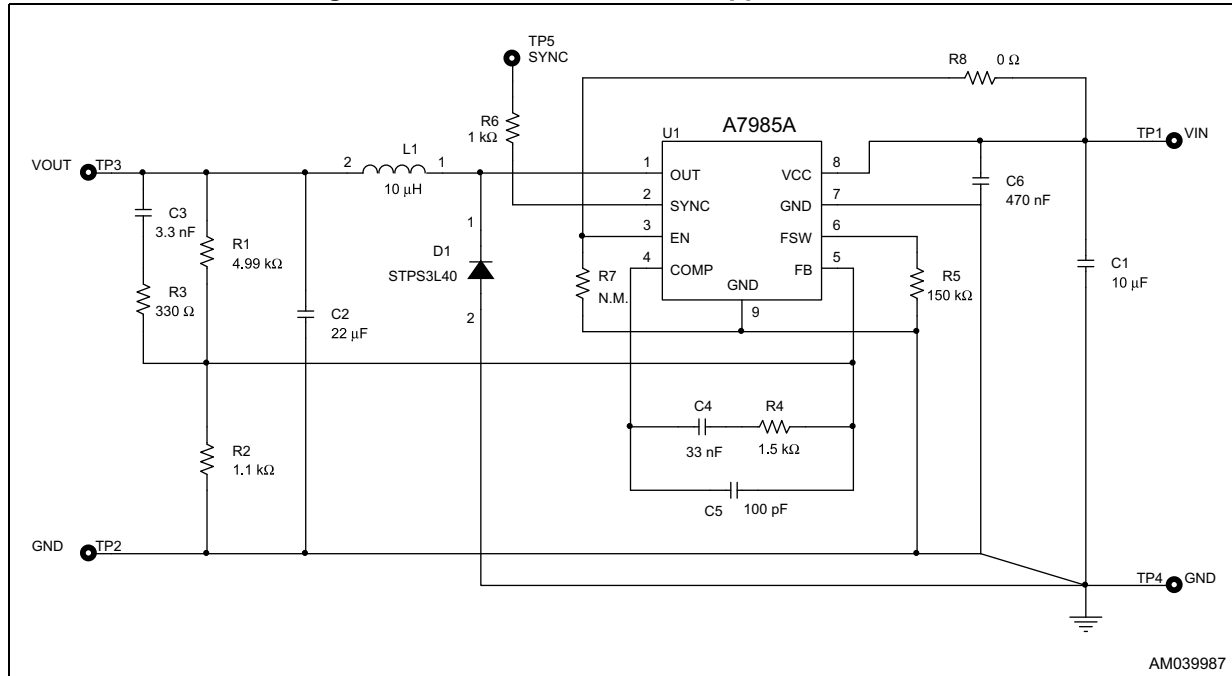 TP5
SYNC
R8 0 Ω
R6
1 kΩ
U1 A7985A
TP1 VIN
VOUT TP3
2 L1 1
10 μH
1 OUT
VCC 8
2 SYNC
GND 7
3 EN
FSW 6
4 COMP
FB 5
GND
9
C6
470 nF
C3
3.3 nF
R1
4.99 kΩ
R3
330 Ω
1
D1
STPS3L40
2
R7
N.M.
R5
150 kΩ
C1
10 μF
C2
22 μF
C4 R4
33 nF 1.5 kΩ
R2
1.1 kΩ
C5 100 pF
GND TP2
TP4 GND
AM039987